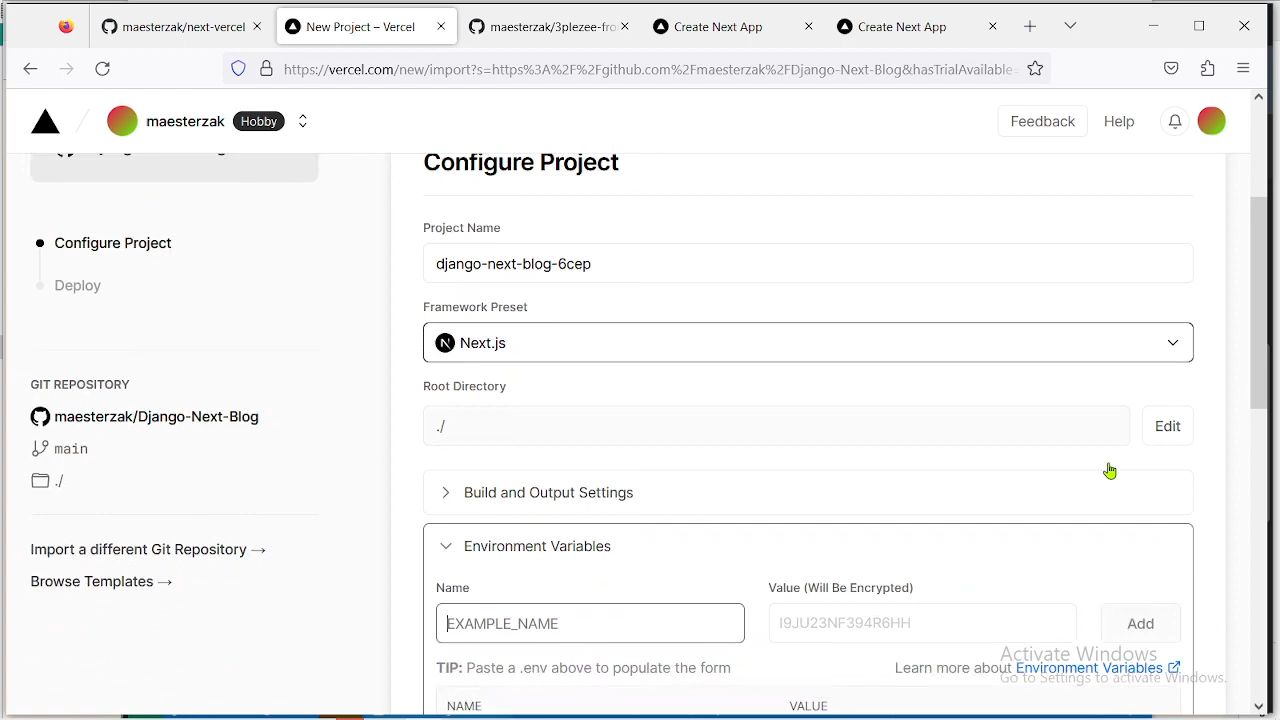 maesterzak/next-vercel
New Project – Vercel
maesterzak/3plezee-fro
Create Next App
Create Next App
https://vercel.com/new/import?s=https%3A%2F%2Fgithub.com%2Fmaesterzak%2FDjango-Next-Blog&hasTrialAvailable=
maesterzak Hobby
Feedback
Help
Configure Project
Configure Project
Deploy
GIT REPOSITORY
maesterzak/Django-Next-Blog
main
./
Import a different Git Repository →
Browse Templates →
Project Name
django-next-blog-6cep
Framework Preset
N Next.js
Root Directory
./
Edit
Build and Output Settings
Environment Variables
Name
Value (Will Be Encrypted)
EXAMPLE_NAME
I9JU23NF394R6HH
Add
TIP: Paste a .env above to populate the form
Learn more about Environment Variables
NAME
VALUE
Activate Windows
Go to Settings to activate Windows.